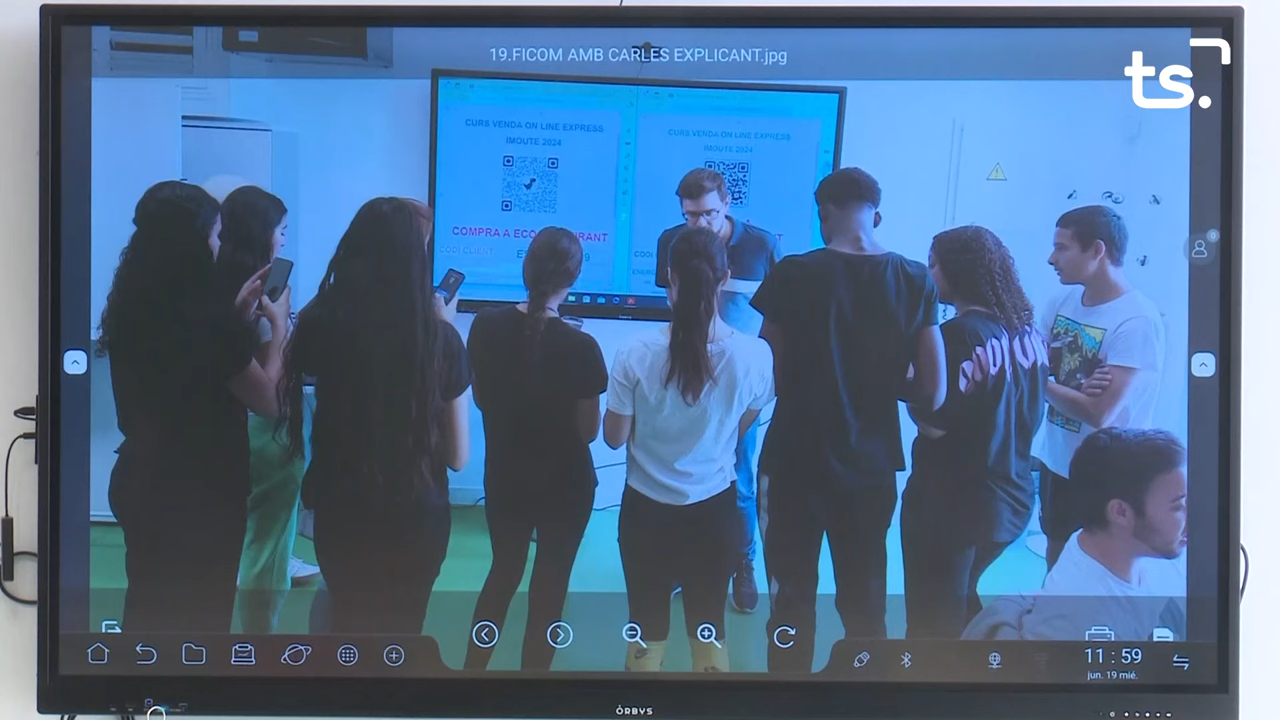 19.FICOM AMB CARLES EXPLICANT.jpg
ts.
CURS VENDA ON LINE EXPRESS
IMOUTE 2024
CURS VENDA ON LINE EXPRESS
IMOUTE 2024
COMPRA A ECO
RANT
CODI CLIENT
0
11 : 59
jun. 19 mié.
ÓRBYS